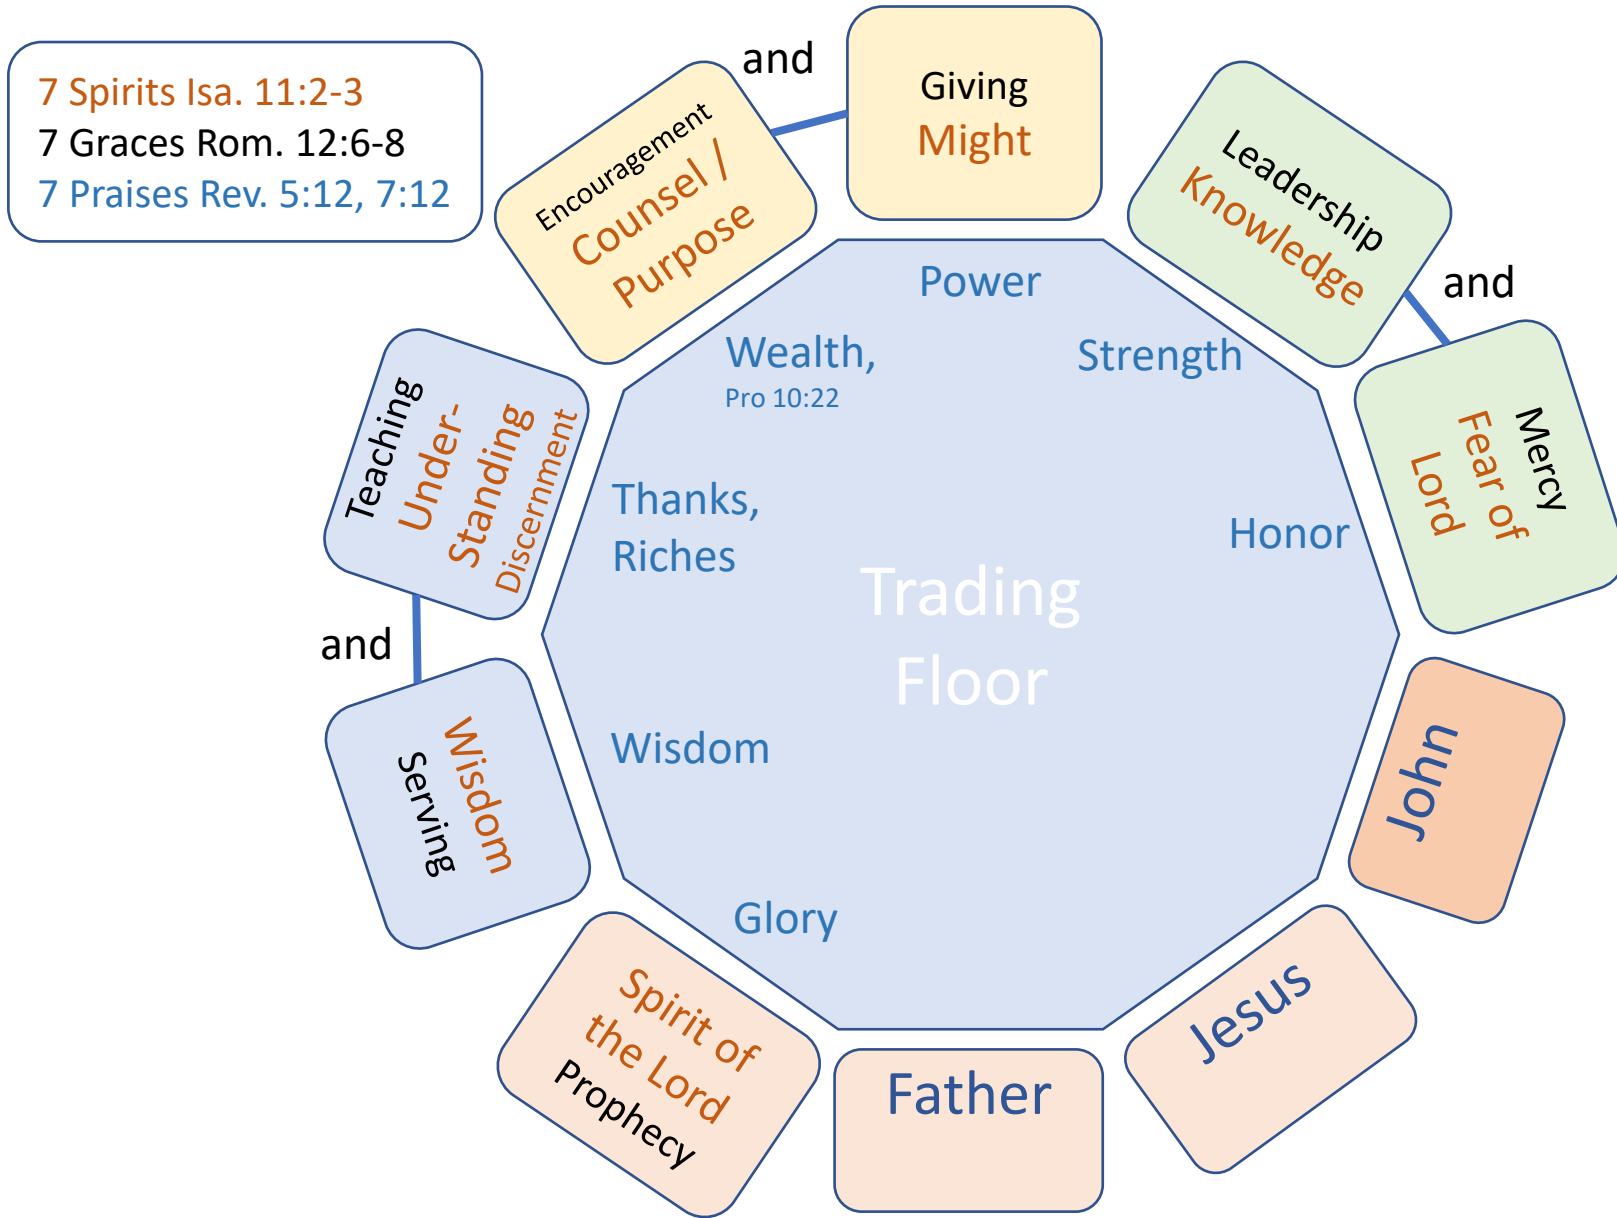 7 Spirits Isa. 11:2-3
7 Graces Rom. 12:6-8
7 Praises Rev. 5:12, 7:12
and
Giving
Might
Encouragement
Counsel /
Purpose
Leadership
Knowledge
and
Mercy
Fear of
Lord
Teaching
Under-
Standing
Discernment
and
Wisdom
Serving
Spirit of
the Lord
Prophecy
Father
Jesus
John
Power
Wealth,
Pro 10:22
Strength
Thanks,
Riches
Honor
Trading
Floor
Wisdom
Glory